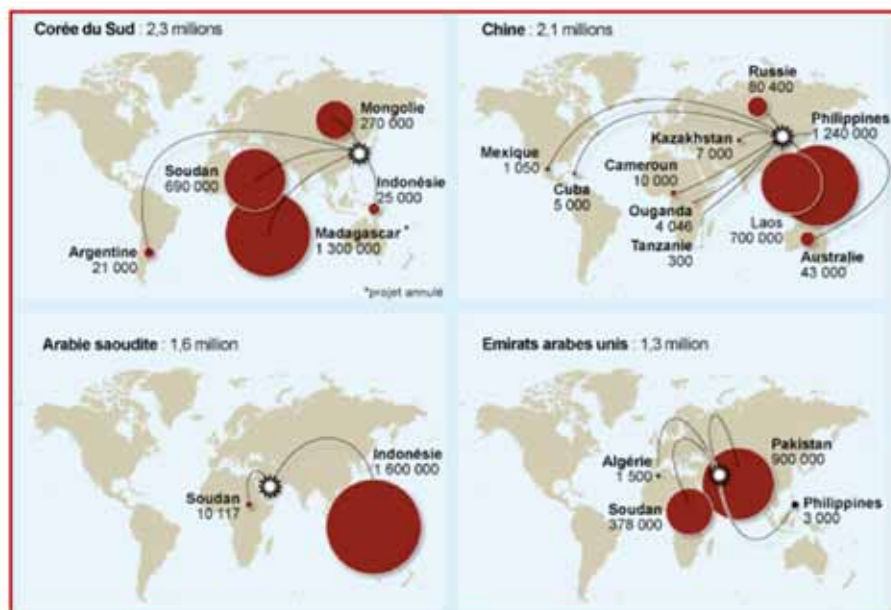 Corée du Sud : 2,3 millions
Mongolie
270 000
Soudan
690 000
Indonésie
25 000
Madagascar *
1 300 000
Argentine
21 000
*projet annulé
Chine : 2,1 millions
Russie
80 400
Philippines
1 240 000
Kazakhstan
7 000
Mexique
1 050
Cameroun
10 000
Cuba
5 000
Ouganda
4 046
Laos
700 000
Tanzanie
300
Australie
43 000
Arabie saoudite : 1,6 million
Indonésie
1 600 000
Soudan
10 117
Emirats arabes unis : 1,3 million
Pakistan
900 000
Algérie
1 500
Soudan
378 000
Philippines
3 000